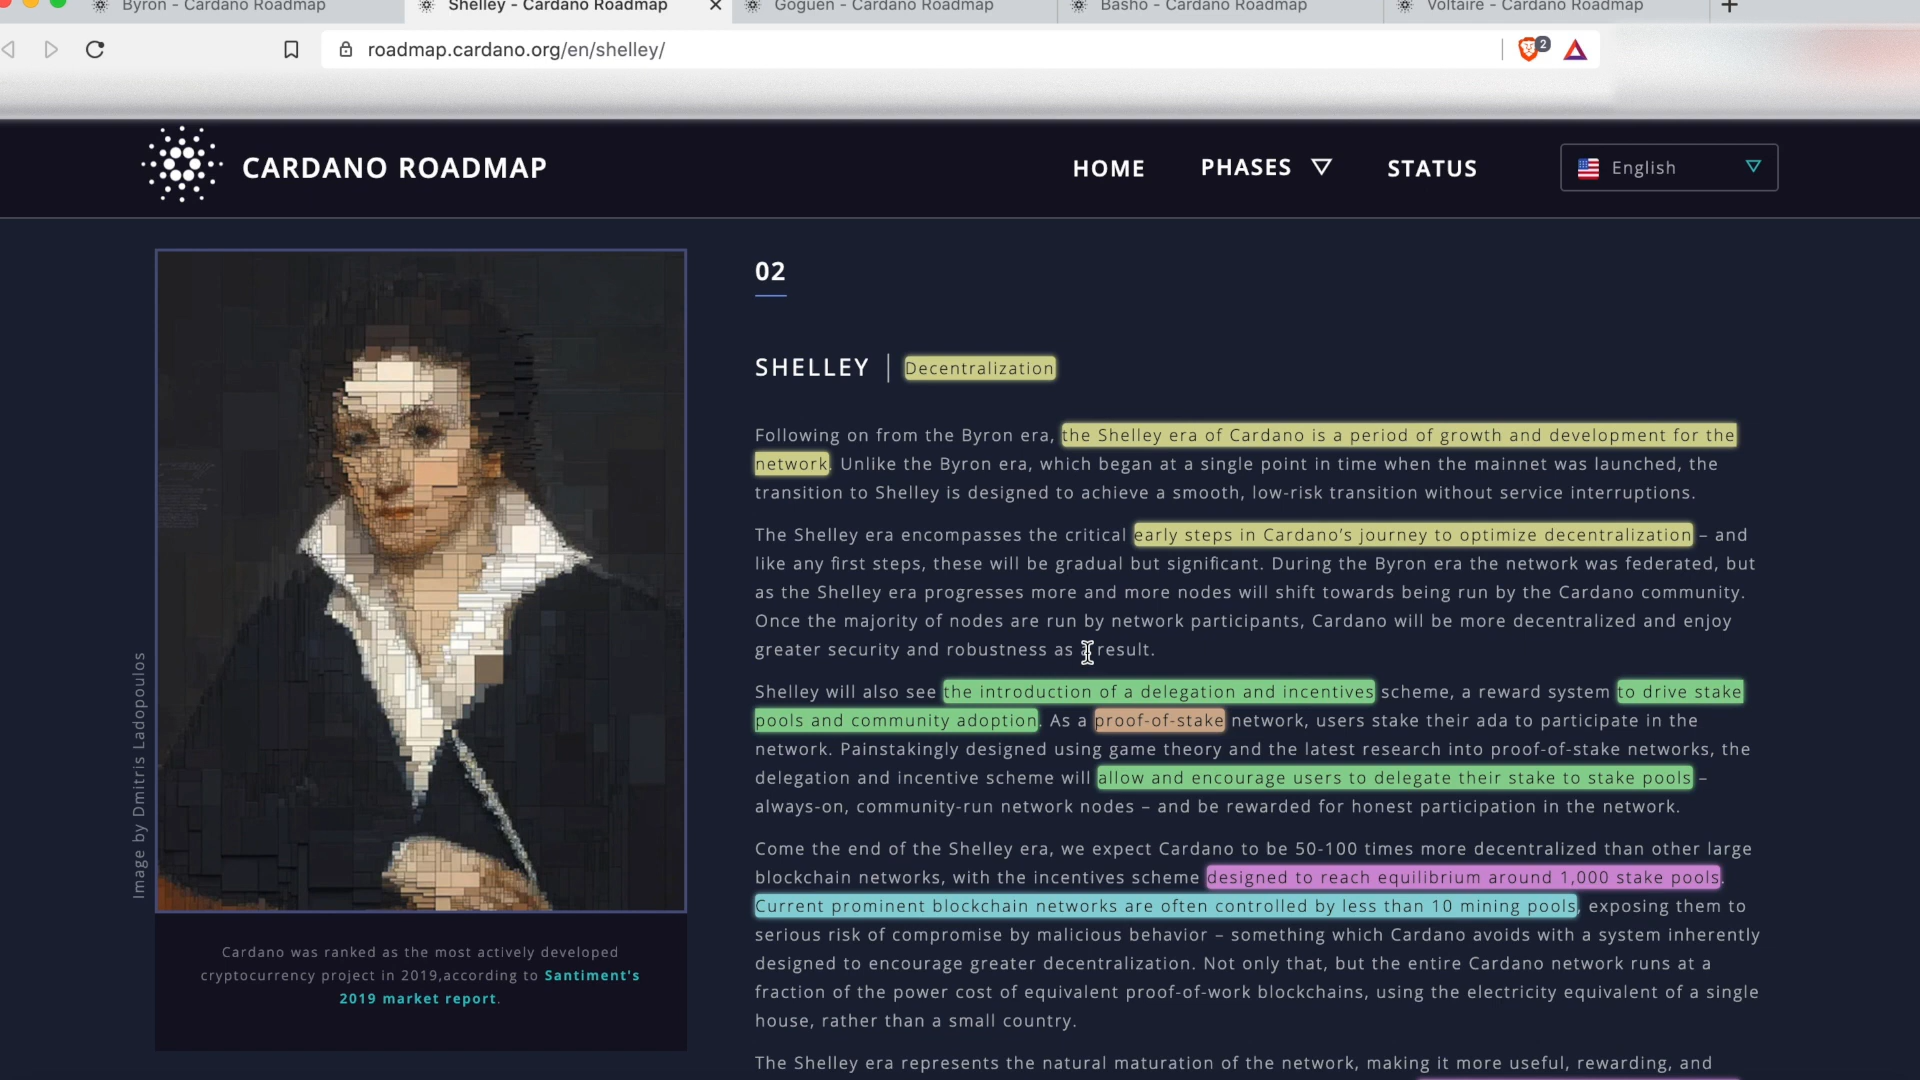 Byron - Cardano Roadmap
Shelley - Cardano Roadmap
Goguen - Cardano Roadmap
Basho - Cardano Roadmap
Voltaire - Cardano Roadmap
roadmap.cardano.org/en/shelley/
2
CARDANO ROADMAP
HOME
PHASES
STATUS
English
02
SHELLEY | Decentralization
Following on from the Byron era, the Shelley era of Cardano is a period of growth and development for the
network. Unlike the Byron era, which began at a single point in time when the mainnet was launched, the
transition to Shelley is designed to achieve a smooth, low-risk transition without service interruptions.
The Shelley era encompasses the critical early steps in Cardano's journey to optimize decentralization – and
like any first steps, these will be gradual but significant. During the Byron era the network was federated, but
as the Shelley era progresses more and more nodes will shift towards being run by the Cardano community.
Once the majority of nodes are run by network participants, Cardano will be more decentralized and enjoy
greater security and robustness as a result.
Shelley will also see the introduction of a delegation and incentives scheme, a reward system to drive stake
pools and community adoption. As a proof-of-stake network, users stake their ada to participate in the
network. Painstakingly designed using game theory and the latest research into proof-of-stake networks, the
delegation and incentive scheme will allow and encourage users to delegate their stake to stake pools –
always-on, community-run network nodes – and be rewarded for honest participation in the network.
Come the end of the Shelley era, we expect Cardano to be 50-100 times more decentralized than other large
blockchain networks, with the incentives scheme designed to reach equilibrium around 1,000 stake pools.
Current prominent blockchain networks are often controlled by less than 10 mining pools, exposing them to
serious risk of compromise by malicious behavior – something which Cardano avoids with a system inherently
designed to encourage greater decentralization. Not only that, but the entire Cardano network runs at a
fraction of the power cost of equivalent proof-of-work blockchains, using the electricity equivalent of a single
house, rather than a small country.
The Shelley era represents the natural maturation of the network, making it more useful, rewarding, and
Image by Dmitris Ladopoulos
Cardano was ranked as the most actively developed
cryptocurrency project in 2019,according to Santiment's
2019 market report.